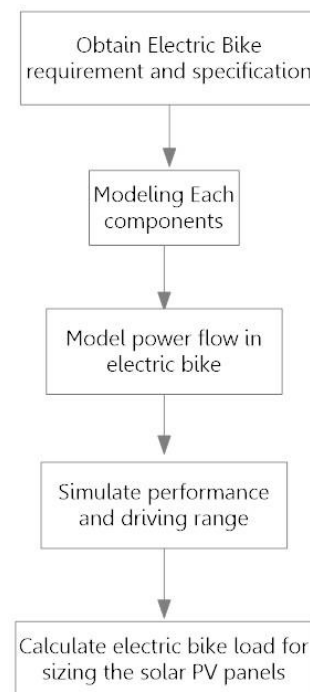 Obtain Electric Bike
requirement and specification
Modeling Each
components
Model power flow in
electric bike
Simulate performance
and driving range
Calculate electric bike load for
sizing the solar PV panels